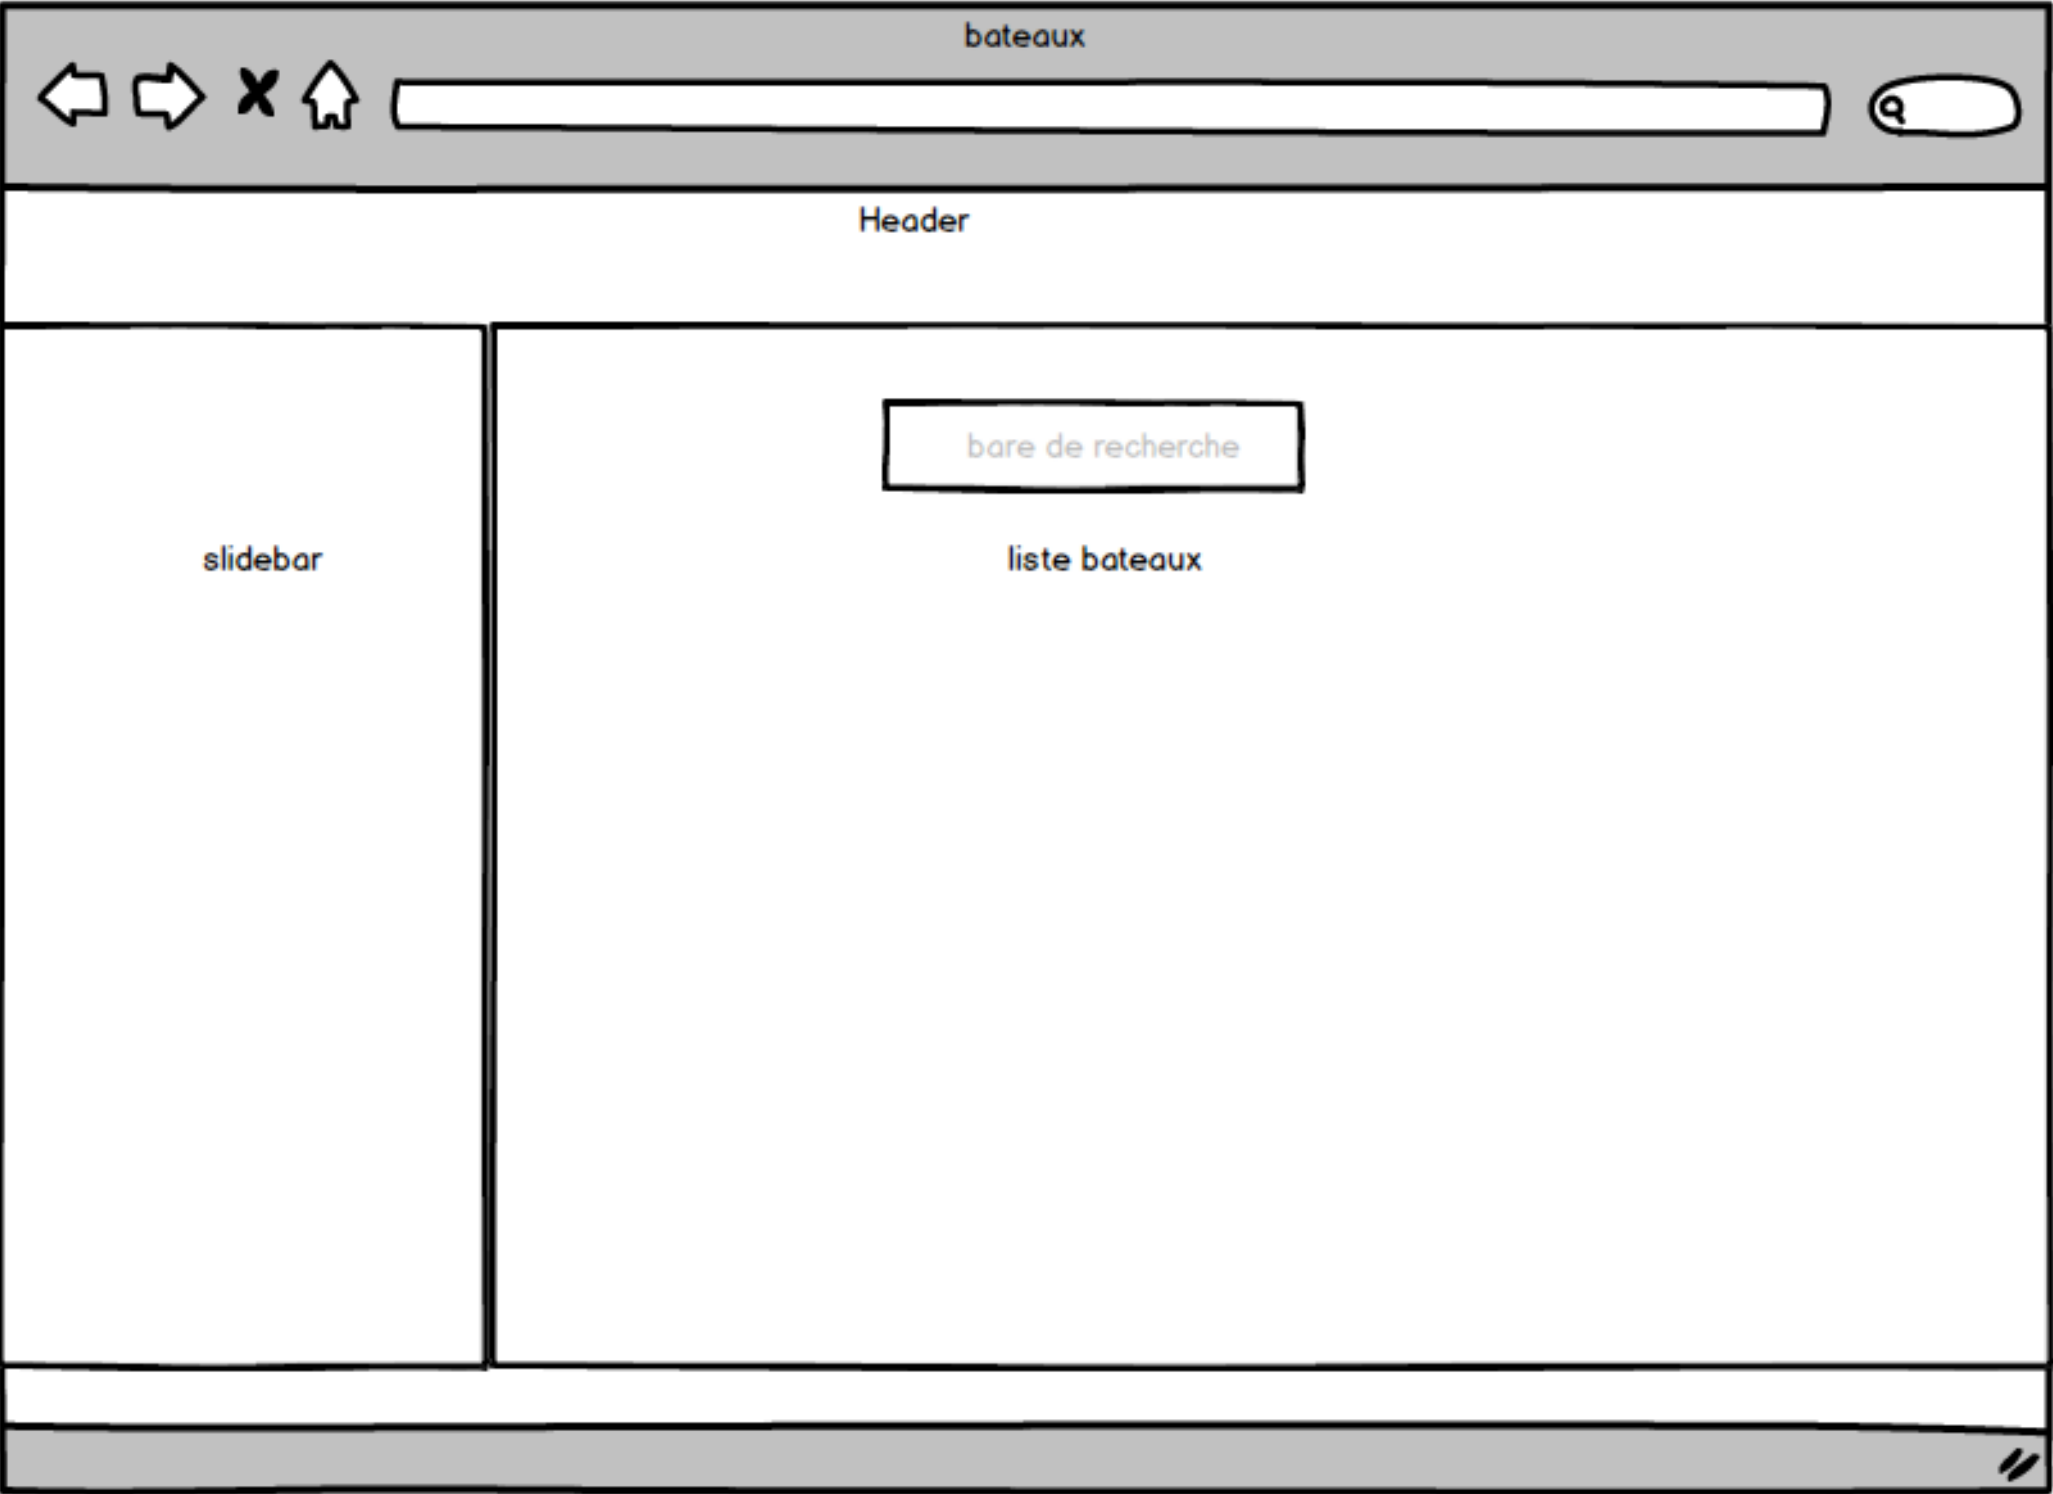 bateaux
Header
bare de recherche
slidebar
liste bateaux